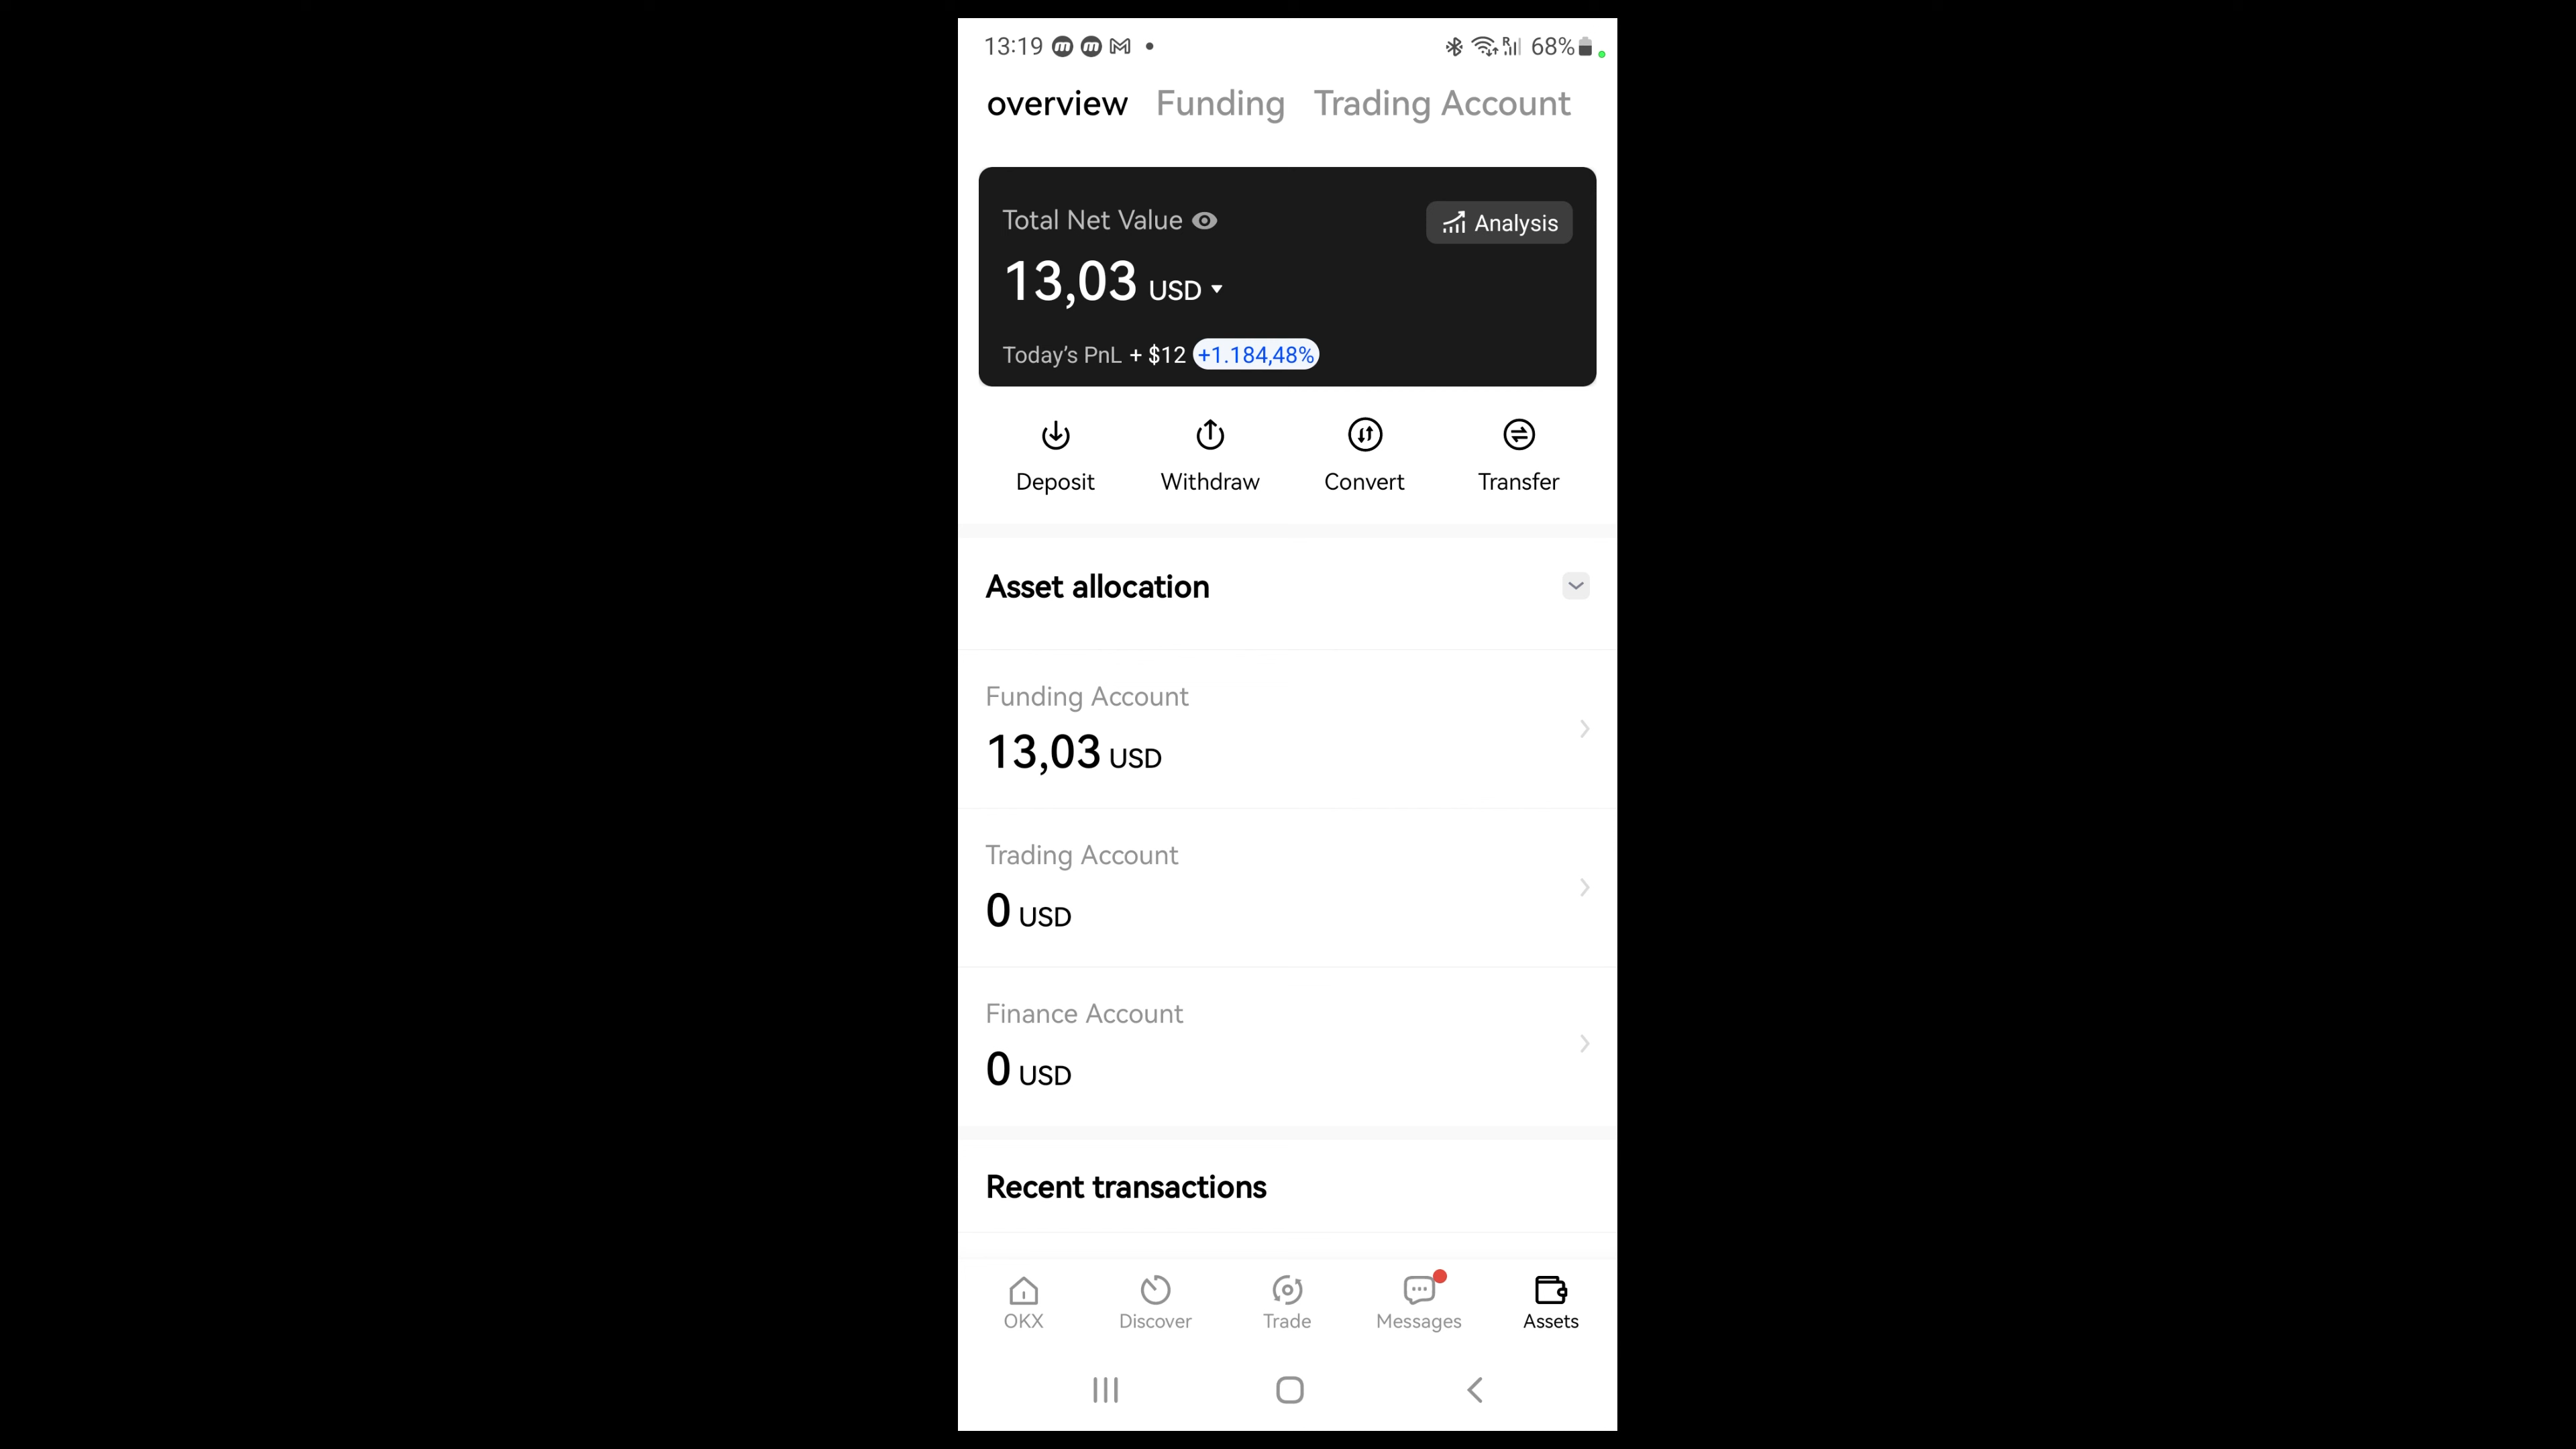 13:19 68%
overview Funding Trading Account
Total Net Value Analysis
13,03 USD
Today's PnL + $12 +1.184,48%
Deposit Withdraw Convert Transfer
Asset allocation
Funding Account
13,03 USD
Trading Account
0 USD
Finance Account
0 USD
Recent transactions
OKX Discover Trade Messages Assets